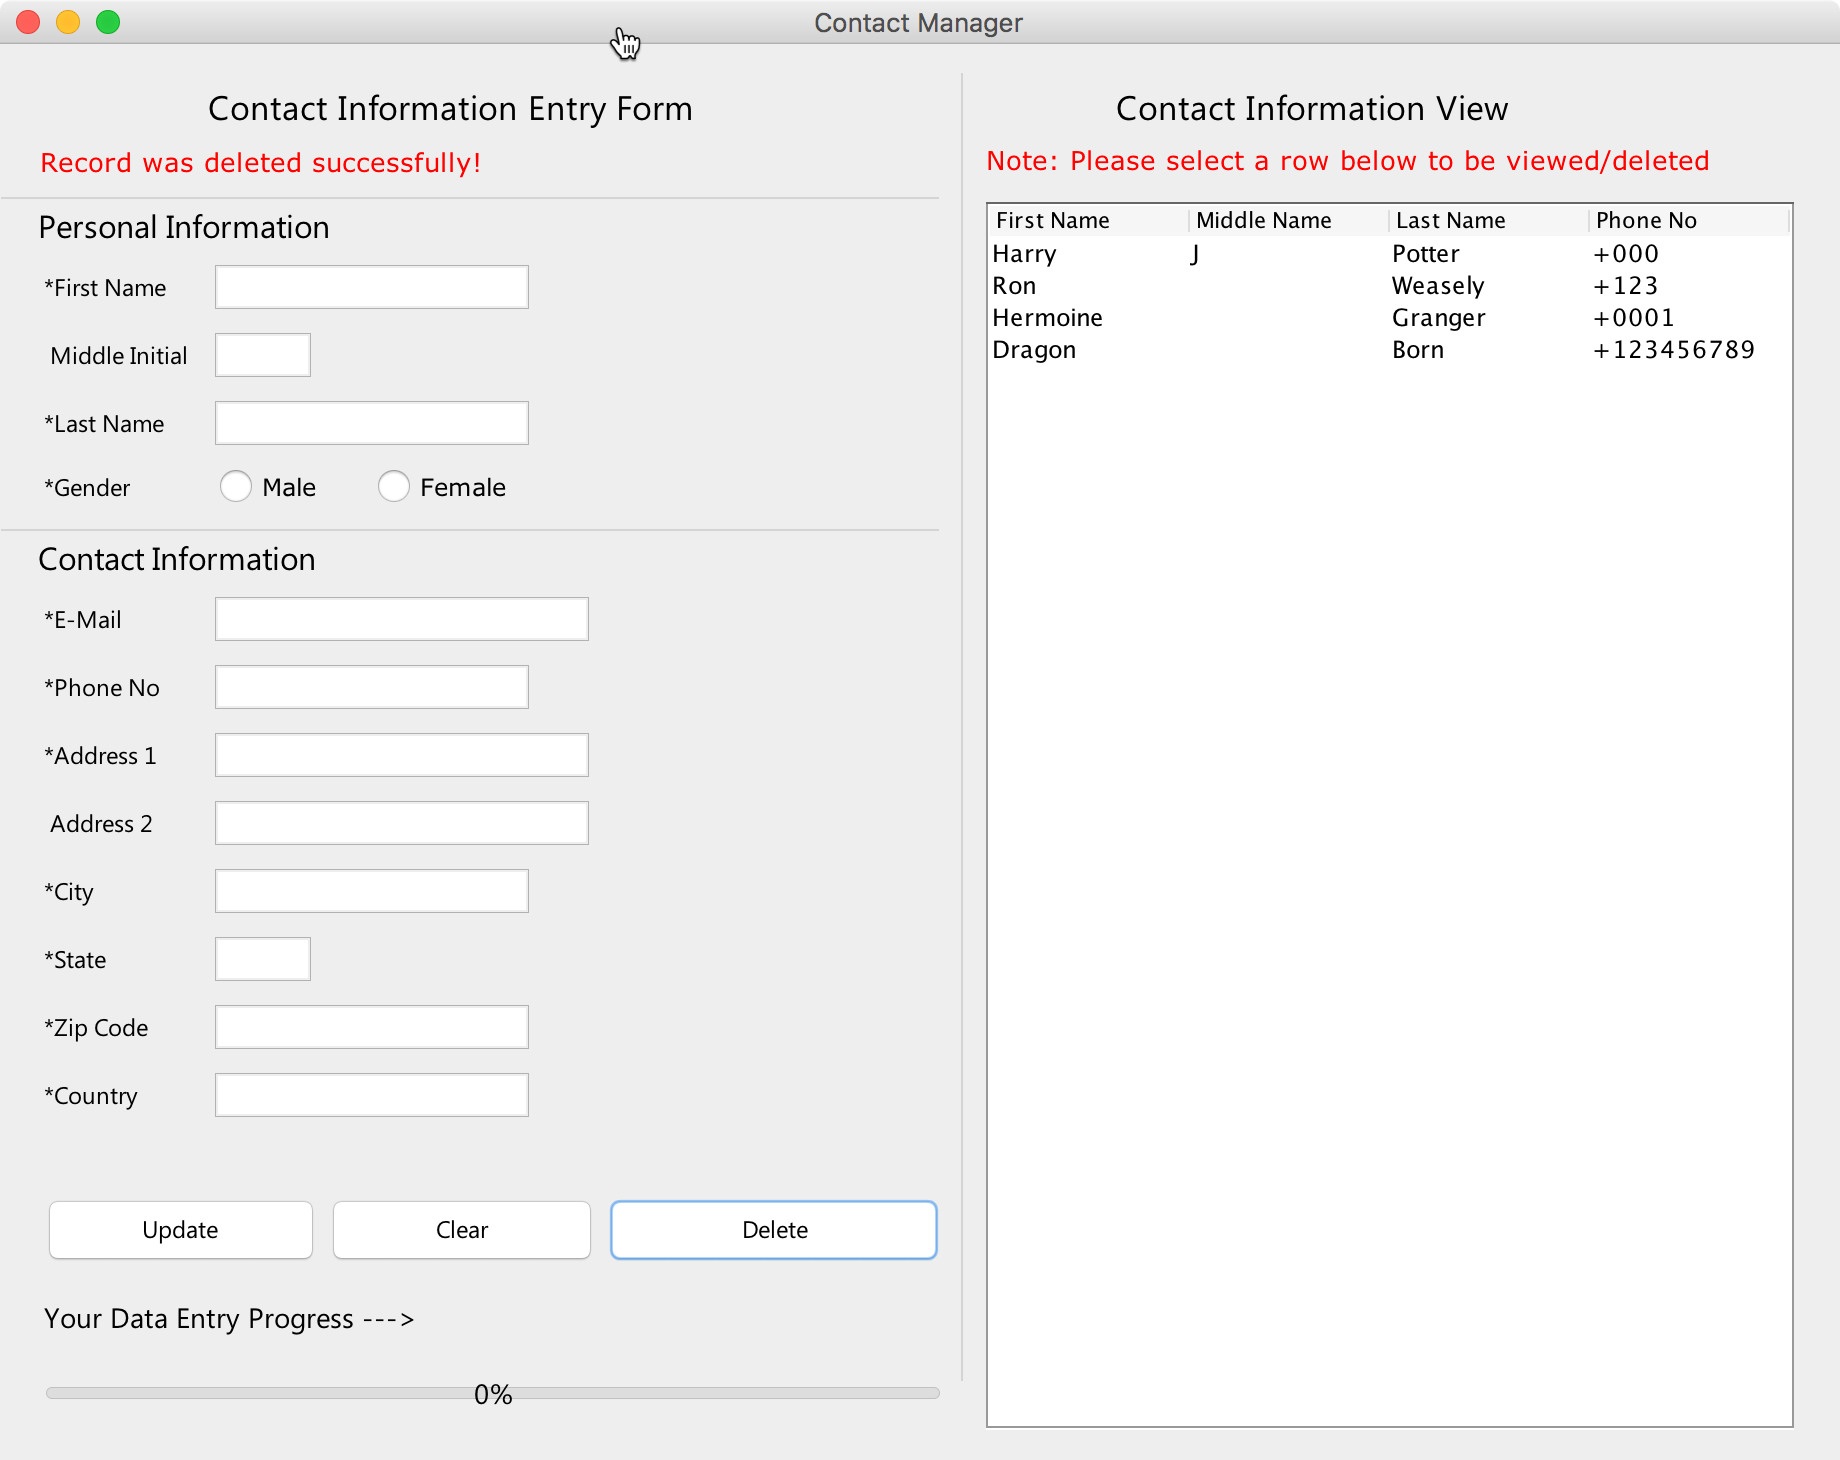 Contact Manager
Contact Information Entry Form
Record was deleted successfully!
Personal Information
*First Name
Middle Initial
*Last Name
*Gender Male Female
Contact Information
*E-Mail
*Phone No
*Address 1
Address 2
*City
*State
*Zip Code
*Country
Update Clear Delete
Your Data Entry Progress --->
0%
Contact Information View
Note: Please select a row below to be viewed/deleted
First Name Middle Name Last Name Phone No
Harry J Potter +000
Ron Weasely +123
Hermoine Granger +0001
Dragon Born +123456789